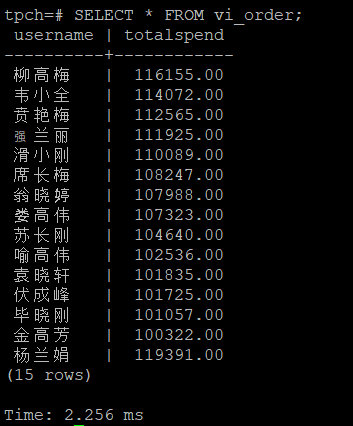 tpch=# SELECT * FROM vi_order;
username | totalspend
----------+------------
柳高梅 | 116155.00
韦小全 | 114072.00
贲艳梅 | 112565.00
强兰丽 | 111925.00
滑小刚 | 110089.00
席长梅 | 108247.00
翁晓婷 | 107988.00
娄高伟 | 107323.00
苏长刚 | 104640.00
喻高伟 | 102536.00
袁晓轩 | 101835.00
伏成峰 | 101725.00
毕晓刚 | 101057.00
金高芳 | 100322.00
杨兰娟 | 119391.00
(15 rows)
Time: 2.256 ms